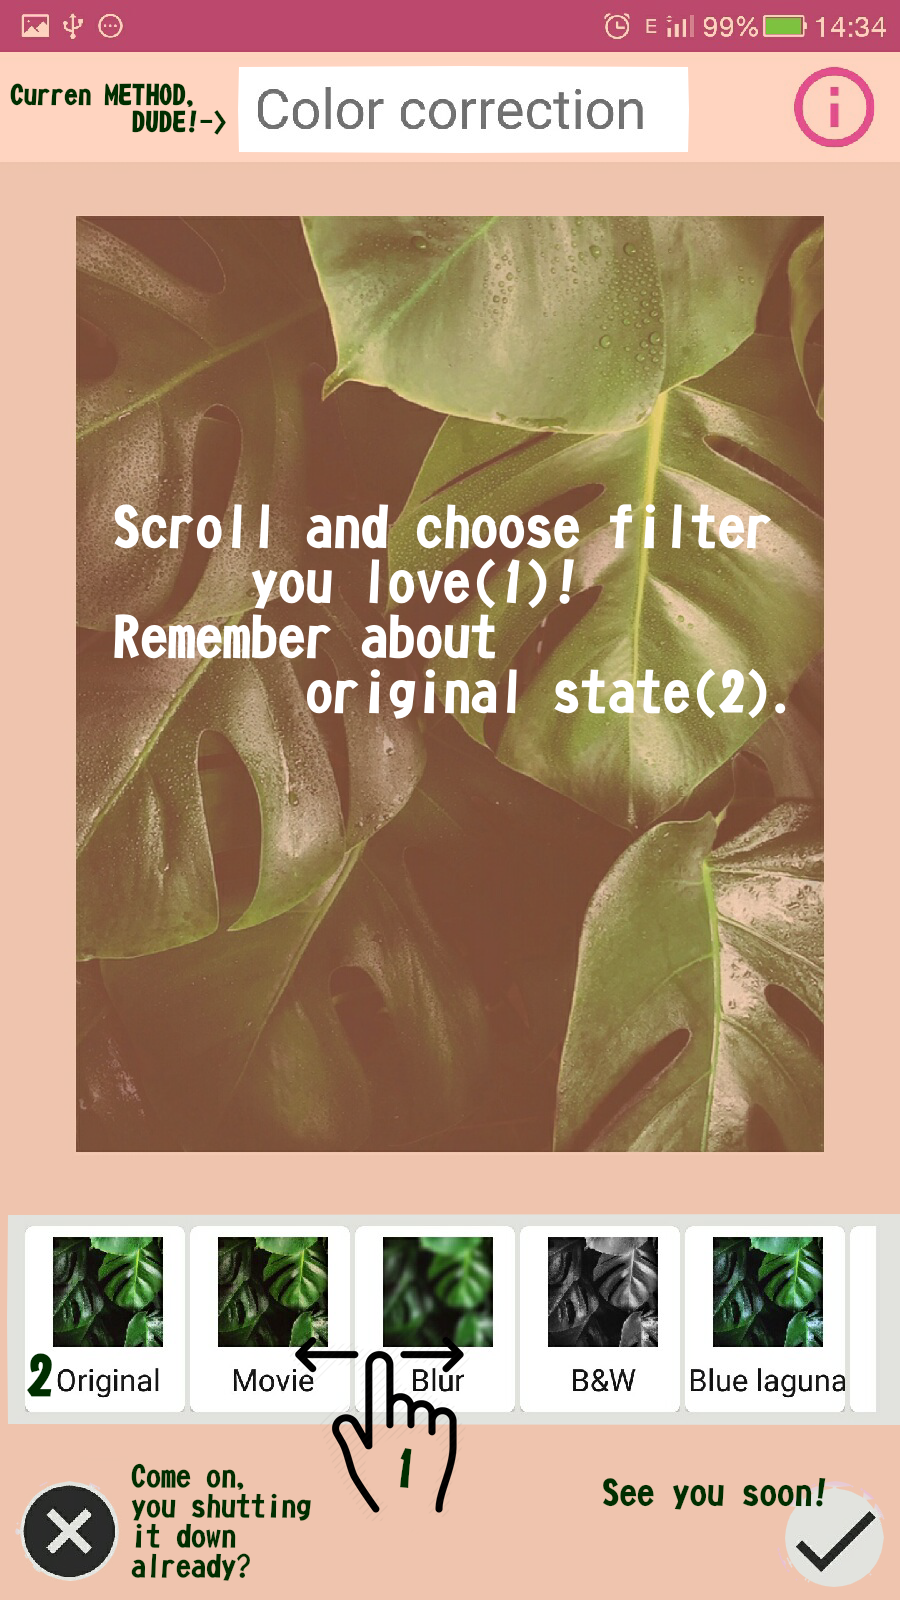 E 99% 14:34
Curren METHOD,
DUDE!->
Color correction
i
Scroll and choose filter
you love(1)!
Remember about
original state(2).
2 Original
Movie
Blur
B&W
Blue laguna
1
Come on,
you shutting
it down
already?
See you soon!